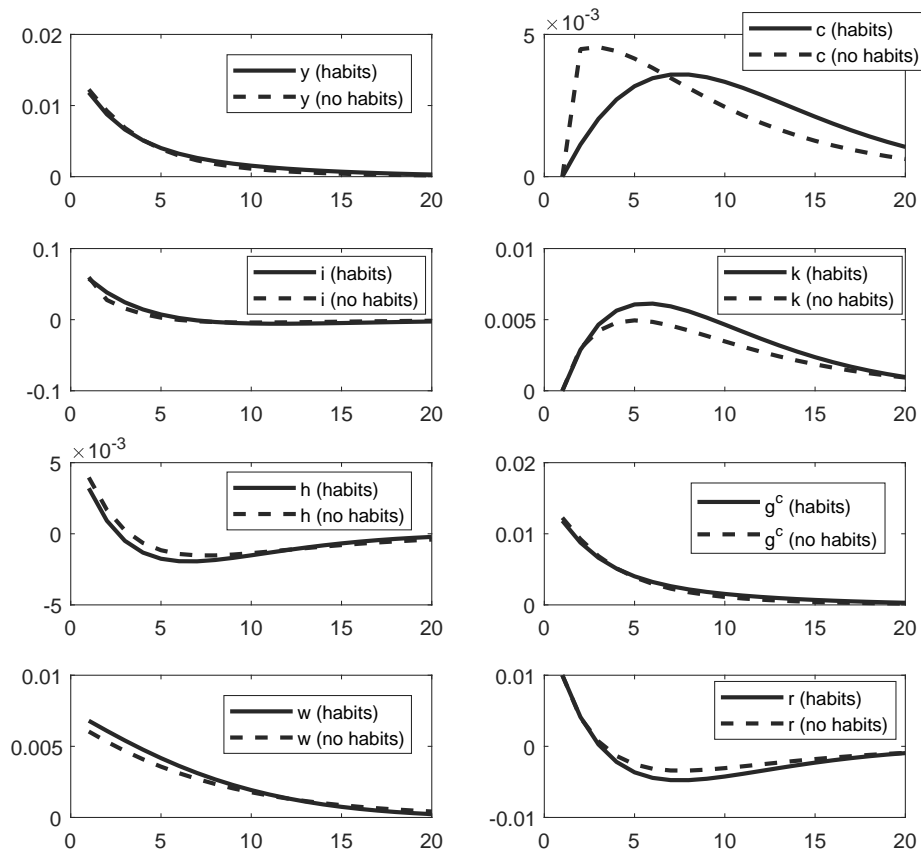 0.02
0.01
0
0 5 10 15 20
y (habits)
y (no habits)
×10⁻³
5
0
0 5 10 15 20
c (habits)
c (no habits)
0.1
0
-0.1
0 5 10 15 20
i (habits)
i (no habits)
0.01
0.005
0
0 5 10 15 20
k (habits)
k (no habits)
×10⁻³
5
0
-5
0 5 10 15 20
h (habits)
h (no habits)
0.02
0.01
0
0 5 10 15 20
gᶜ (habits)
gᶜ (no habits)
0.01
0.005
0
0 5 10 15 20
w (habits)
w (no habits)
0.01
0
-0.01
0 5 10 15 20
r (habits)
r (no habits)